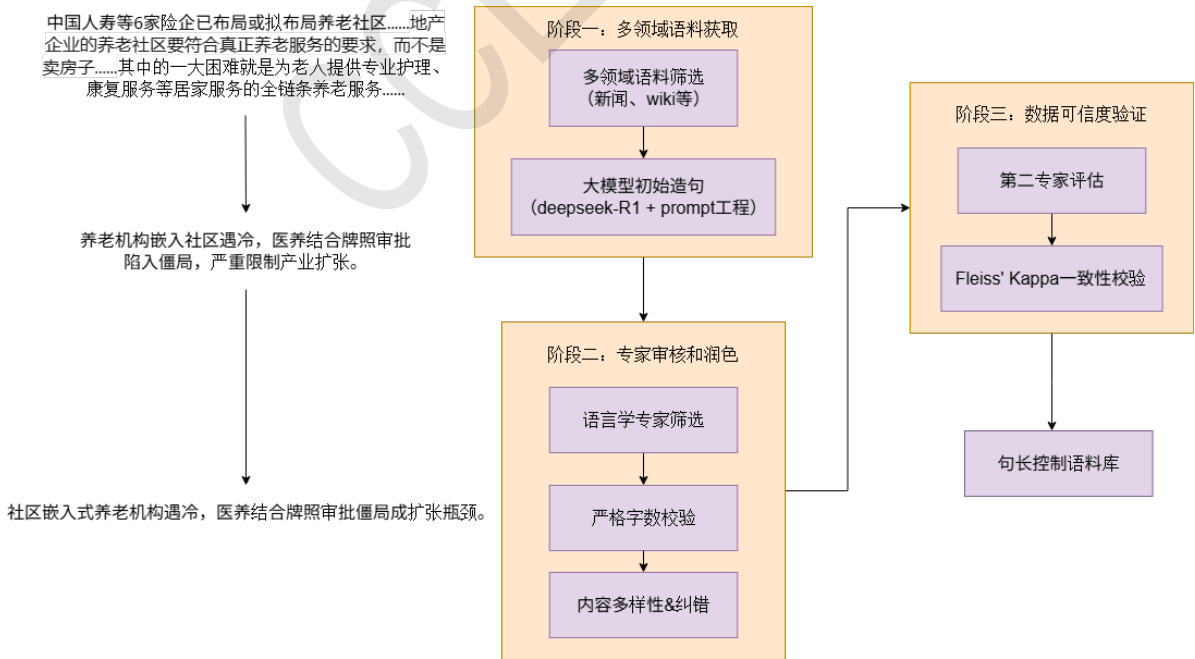 中国人寿等6家险企已布局或拟布局养老社区......地产
企业的养老社区要符合真正养老服务的要求，而不是
卖房子......其中的一大困难就是为老人提供专业护理、
康复服务等居家服务的全链条养老服务......
养老机构嵌入社区遇冷，医养结合牌照审批
陷入僵局，严重限制产业扩张。
社区嵌入式养老机构遇冷，医养结合牌照审批僵局成扩张瓶颈。
阶段一：多领域语料获取
多领域语料筛选
（新闻、wiki等）
大模型初始造句
（deepseek-R1 + prompt工程）
阶段二：专家审核和润色
语言学专家筛选
严格字数校验
内容多样性&纠错
阶段三：数据可信度验证
第二专家评估
Fleiss' Kappa一致性校验
句长控制语料库